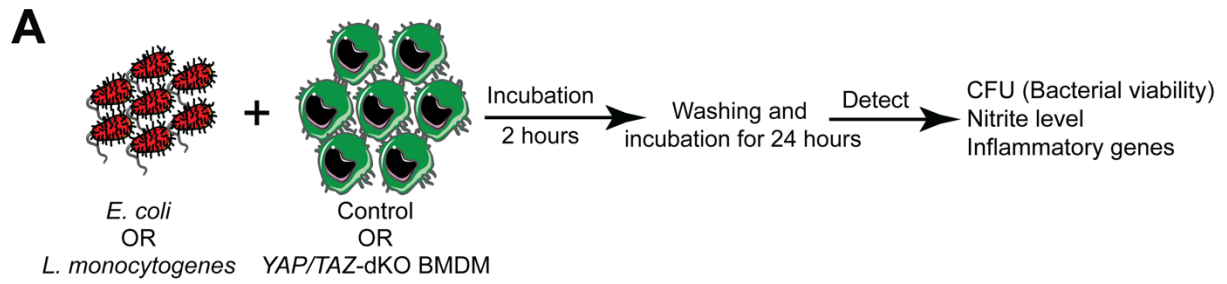 A
+
E. coli
OR
L. monocytogenes
Control
OR
YAP/TAZ-dKO BMDM
Incubation
2 hours
Washing and
incubation for 24 hours
Detect
CFU (Bacterial viability)
Nitrite level
Inflammatory genes